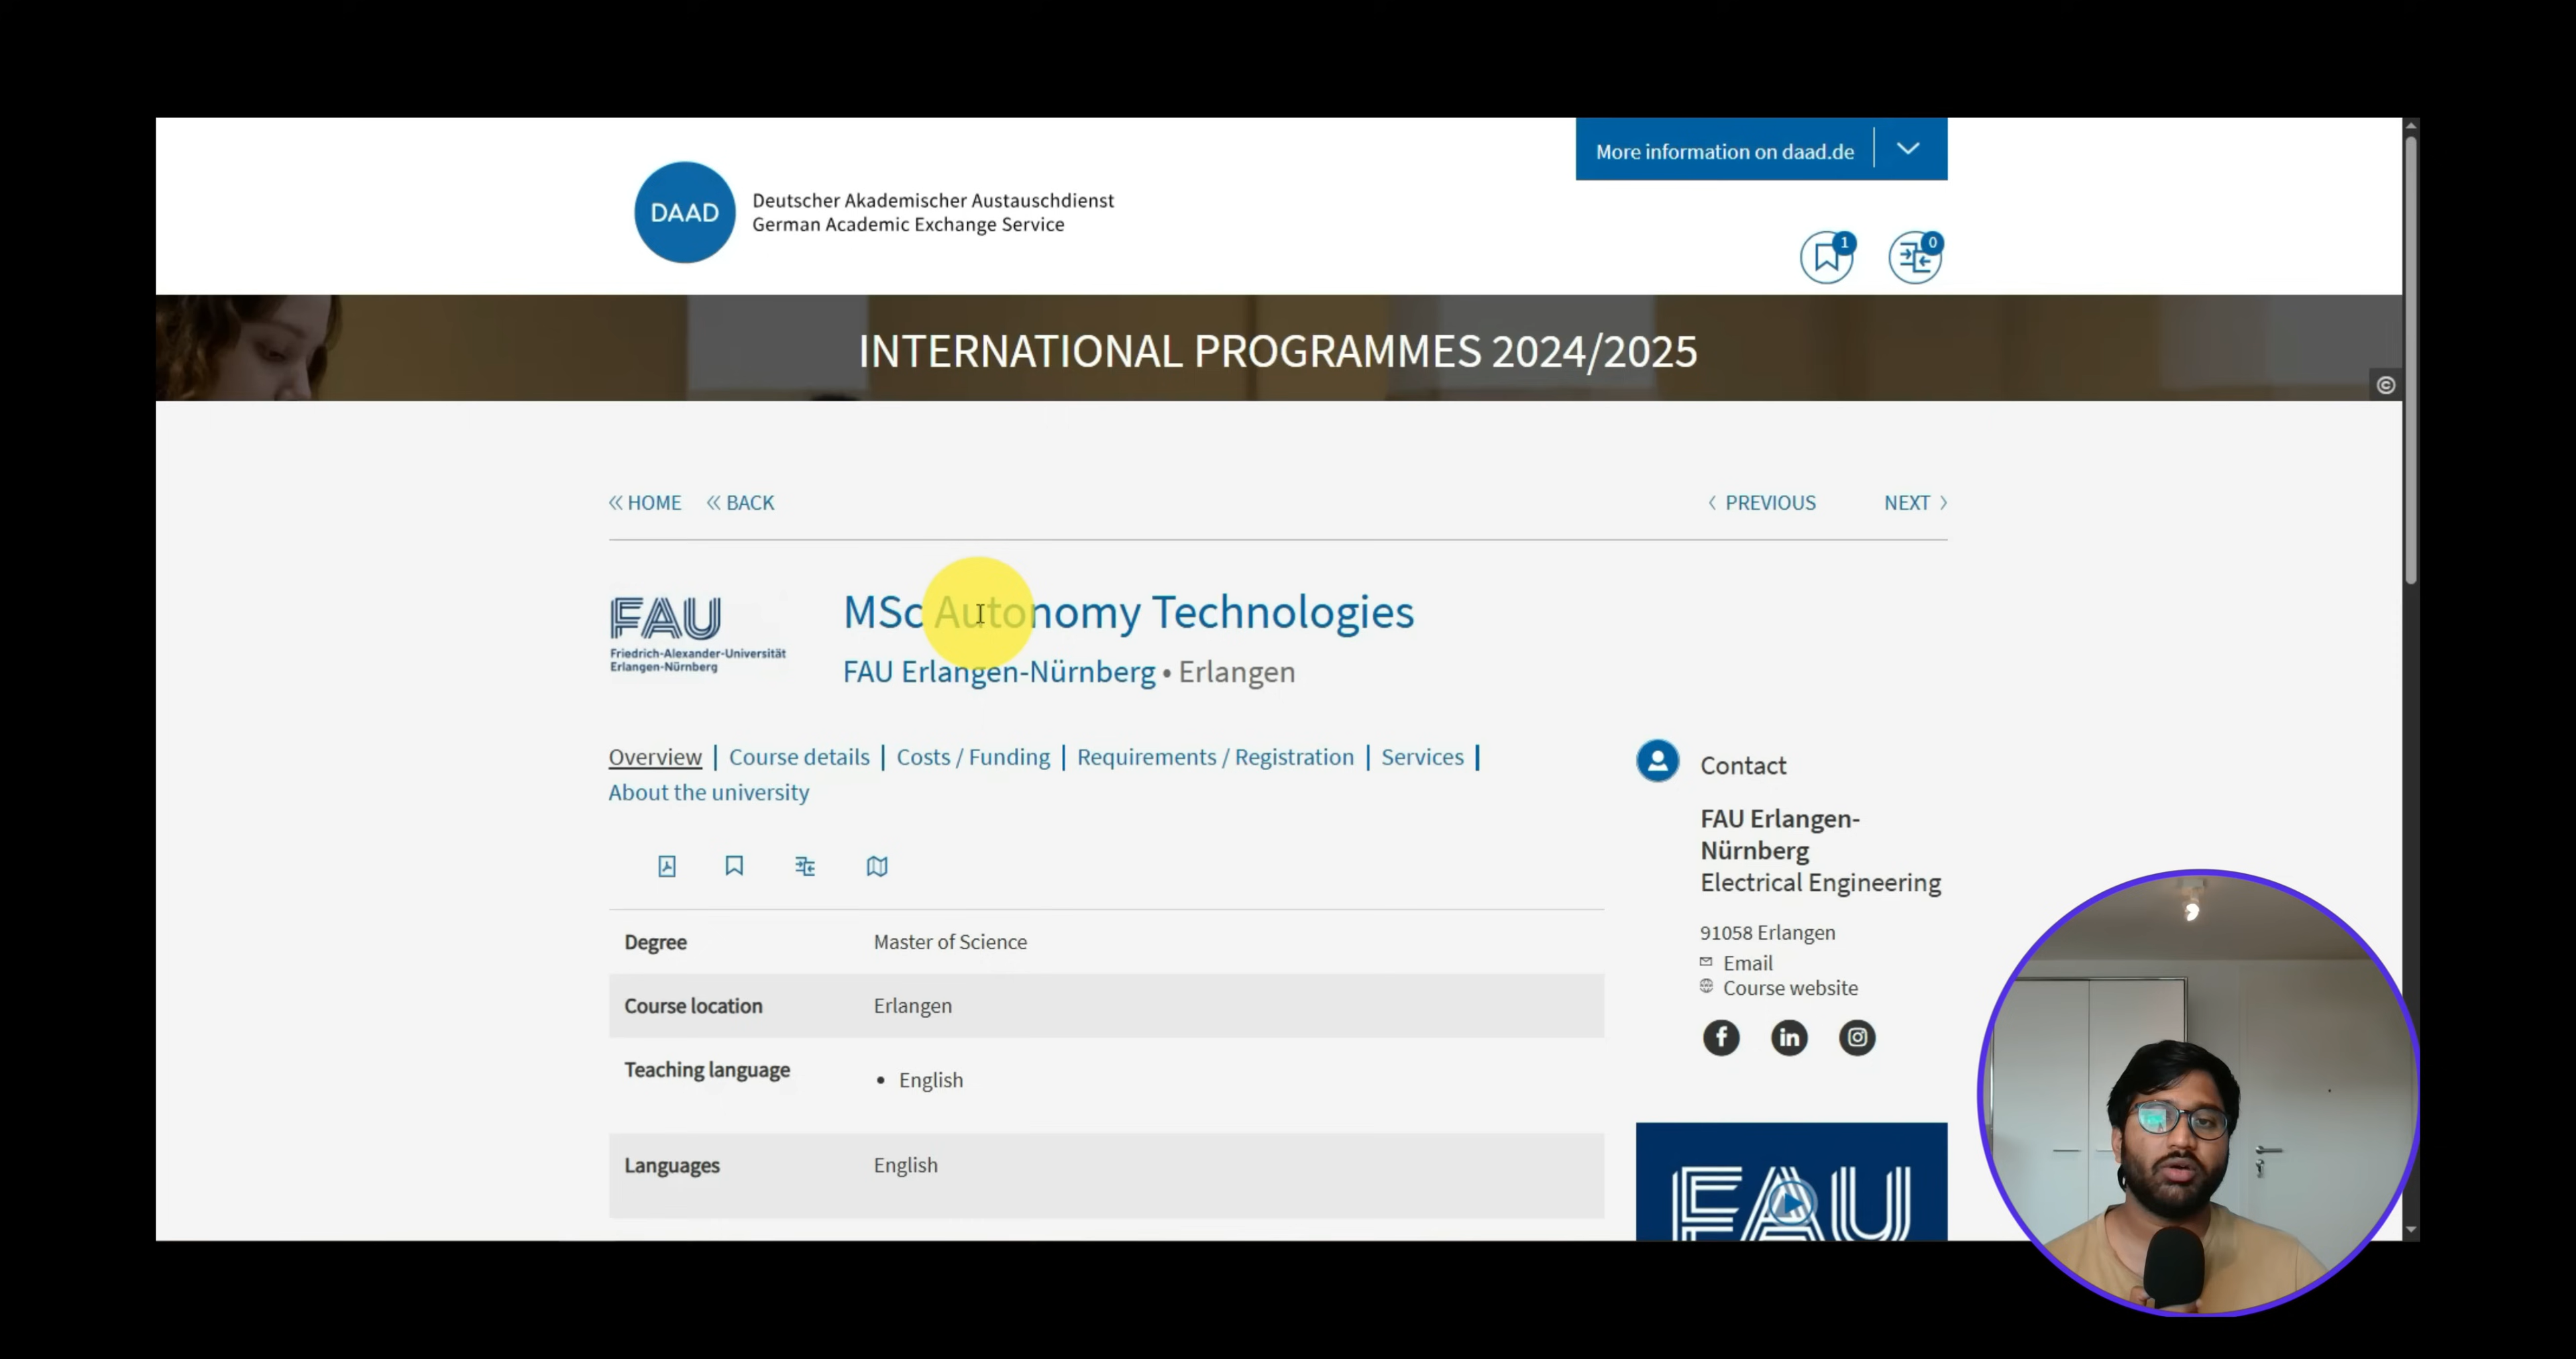 More information on daad.de
DAAD
Deutscher Akademischer Austauschdienst
German Academic Exchange Service
1
0
INTERNATIONAL PROGRAMMES 2024/2025
©
HOME
BACK
PREVIOUS
NEXT
FAU
Friedrich-Alexander-Universität
Erlangen-Nürnberg
MSc Autonomy Technologies
FAU Erlangen-Nürnberg • Erlangen
Overview | Course details | Costs / Funding | Requirements / Registration | Services |
About the university
Degree Master of Science
Course location Erlangen
Teaching language • English
Languages English
Contact
FAU Erlangen-
Nürnberg
Electrical Engineering
91058 Erlangen
Email
Course website
f in
FAU